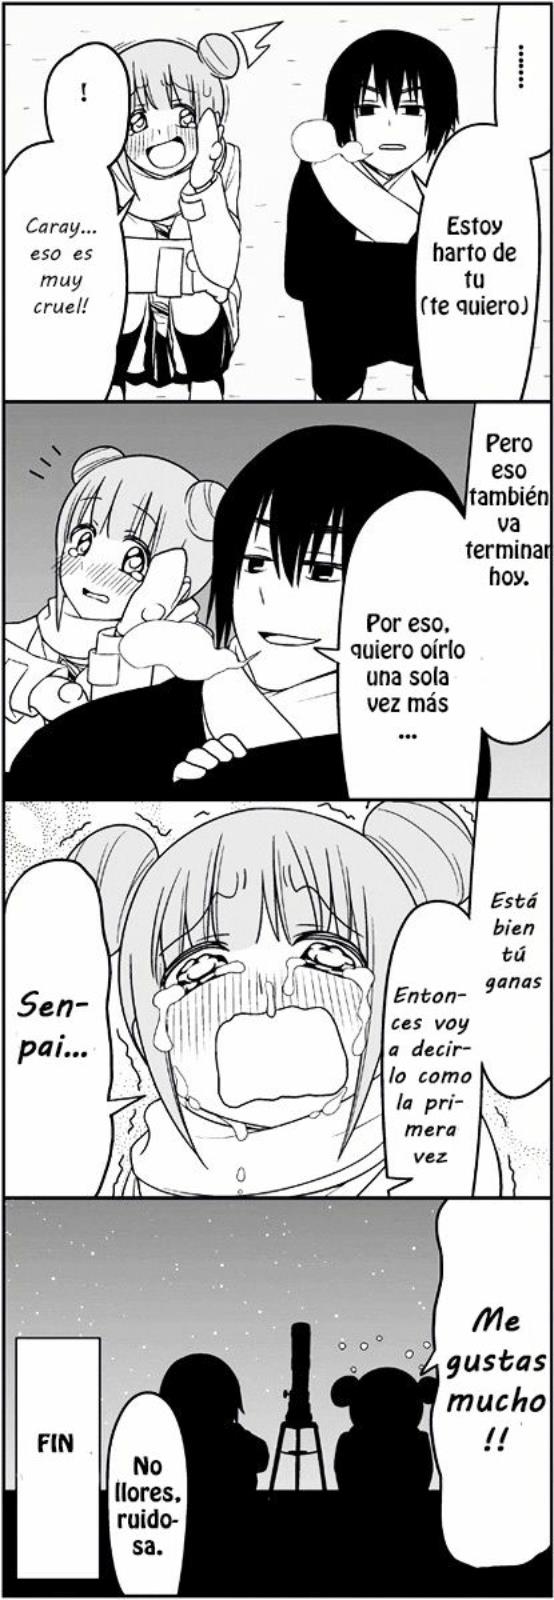 ........
Estoy
harto de
tu
(te quiero)
!
Caray...
eso es
muy
cruel!
Pero
eso
también
va
terminar
hoy.
Por eso,
quiero oírlo
una sola
vez más
...
Está
bien
tú
ganas
Enton-
ces voy
a decir-
lo como
la pri-
mera
vez
Sen-
pai...
Me
gustas
mucho
!!
No
llores,
ruido-
sa.
FIN